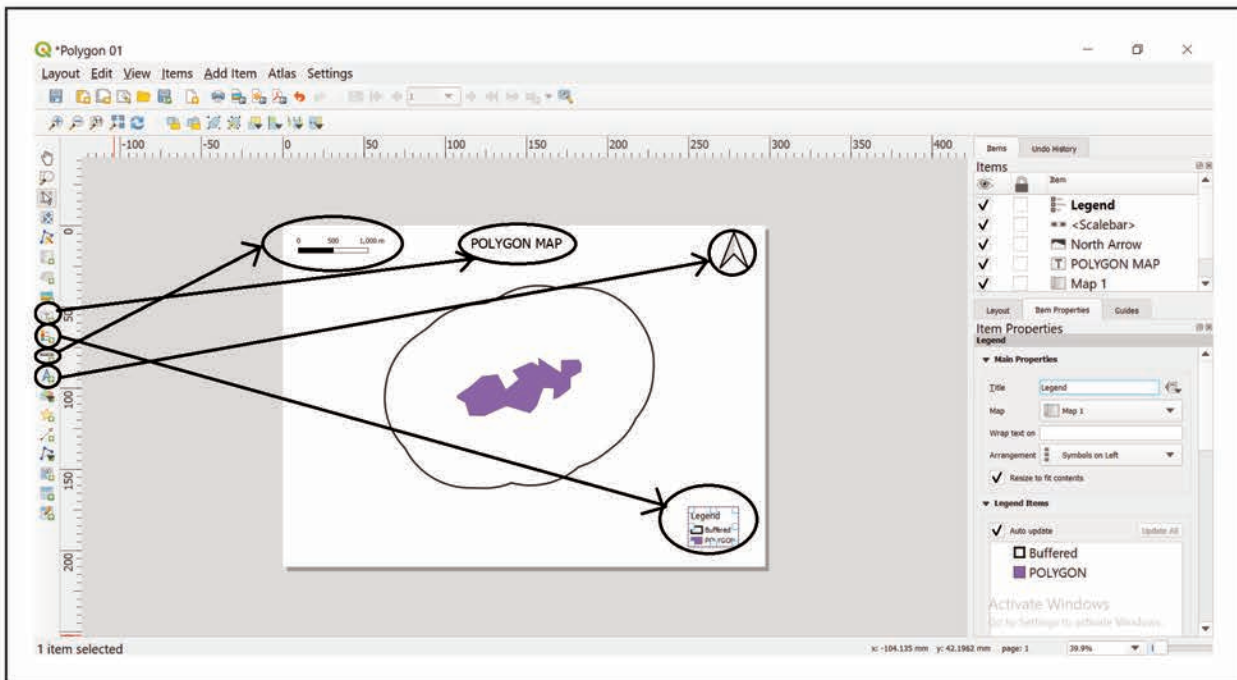 *Polygon 01
Layout Edit View Items Add Item Atlas Settings
1
-100 0 50 100 150 200 250 300 350 400
0
50
100
150
200
0 500 1,000 m
POLYGON MAP
Legend
Buffered
POLYGON
Items Undo History
Items
Item
Legend
<Scalebar>
North Arrow
POLYGON MAP
Map 1
Layout Item Properties Guides
Item Properties
Legend
Main Properties
Title Legend
Map Map 1
Wrap text on
Arrangement Symbols on Left
Resize to fit contents
Legend Items
Auto update Update All
Buffered
POLYGON
Activate Windows
Go to Settings to activate Windows.
1 item selected
x: -104.135 mm y: 42.1962 mm page: 1 39.9%